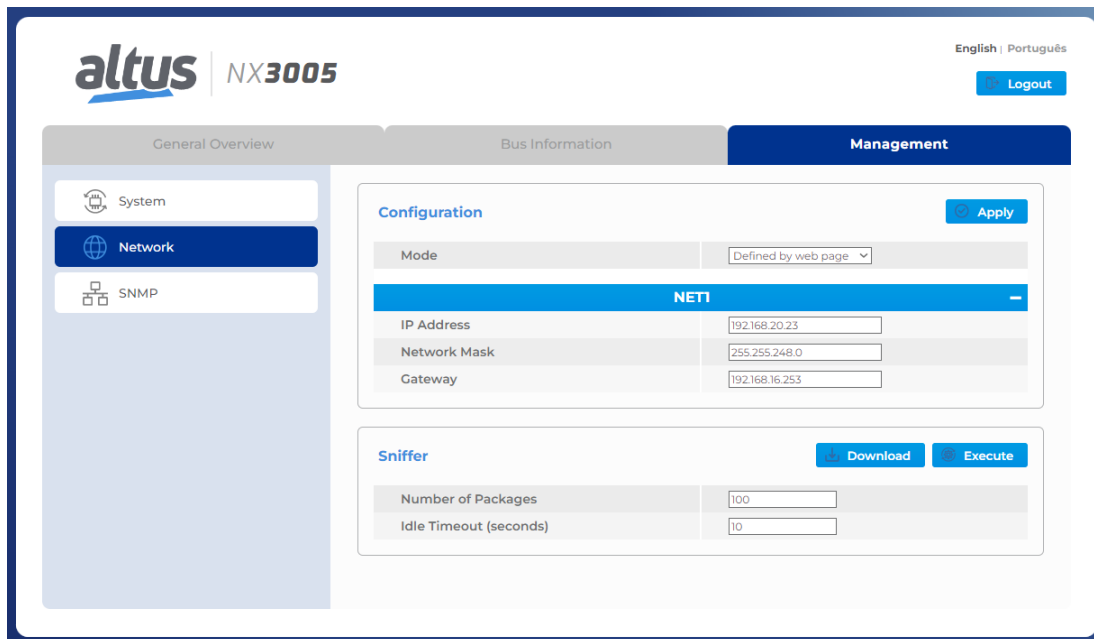 English | Português
altus NX3005
Logout
General Overview Bus Information Management
System
Network
SNMP
Configuration Apply
Mode Defined by web page
NET1
IP Address 192.168.20.23
Network Mask 255.255.248.0
Gateway 192.168.16.253
Sniffer Download Execute
Number of Packages 100
Idle Timeout (seconds) 10